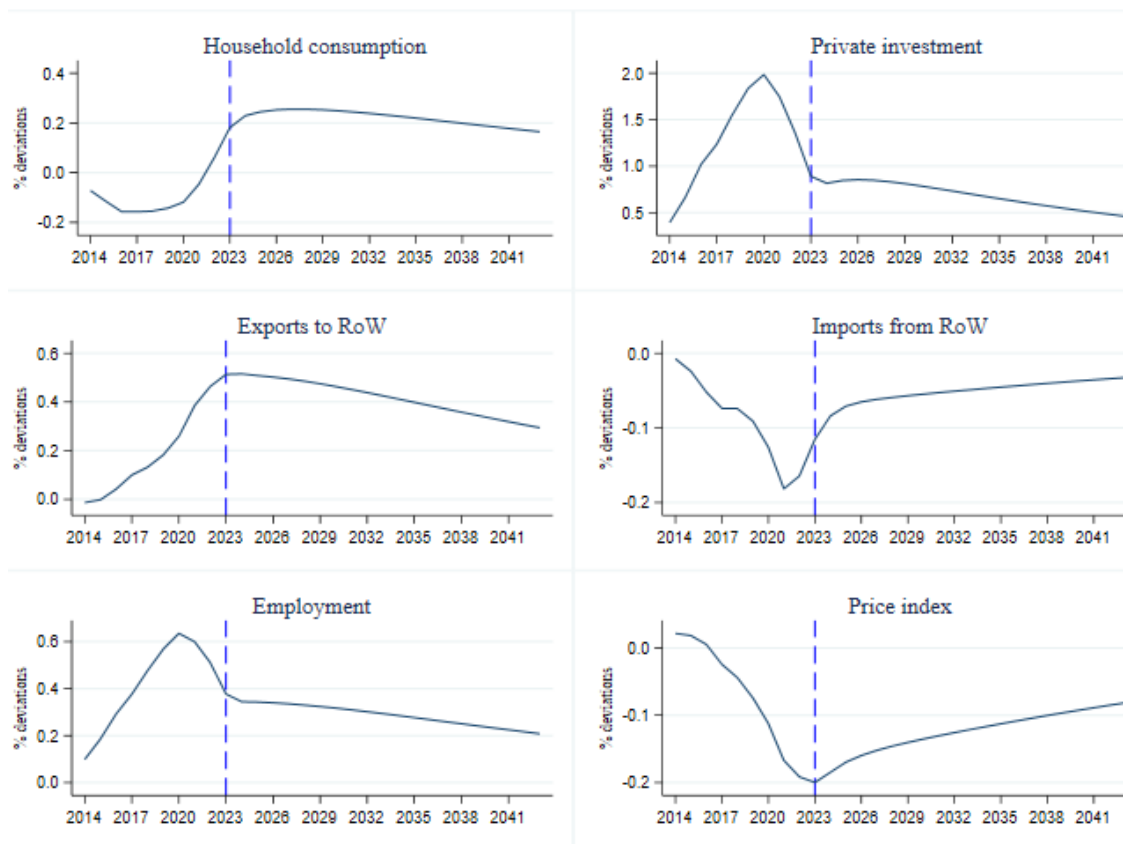 Household consumption
% deviations
0.4
0.2
0.0
-0.2
2014 2017 2020 2023 2026 2029 2032 2035 2038 2041
Private investment
% deviations
2.0
1.5
1.0
0.5
2014 2017 2020 2023 2026 2029 2032 2035 2038 2041
Exports to RoW
% deviations
0.6
0.4
0.2
0.0
2014 2017 2020 2023 2026 2029 2032 2035 2038 2041
Imports from RoW
% deviations
0.0
-0.1
-0.2
2014 2017 2020 2023 2026 2029 2032 2035 2038 2041
Employment
% deviations
0.6
0.4
0.2
0.0
2014 2017 2020 2023 2026 2029 2032 2035 2038 2041
Price index
% deviations
0.0
-0.1
-0.2
2014 2017 2020 2023 2026 2029 2032 2035 2038 2041